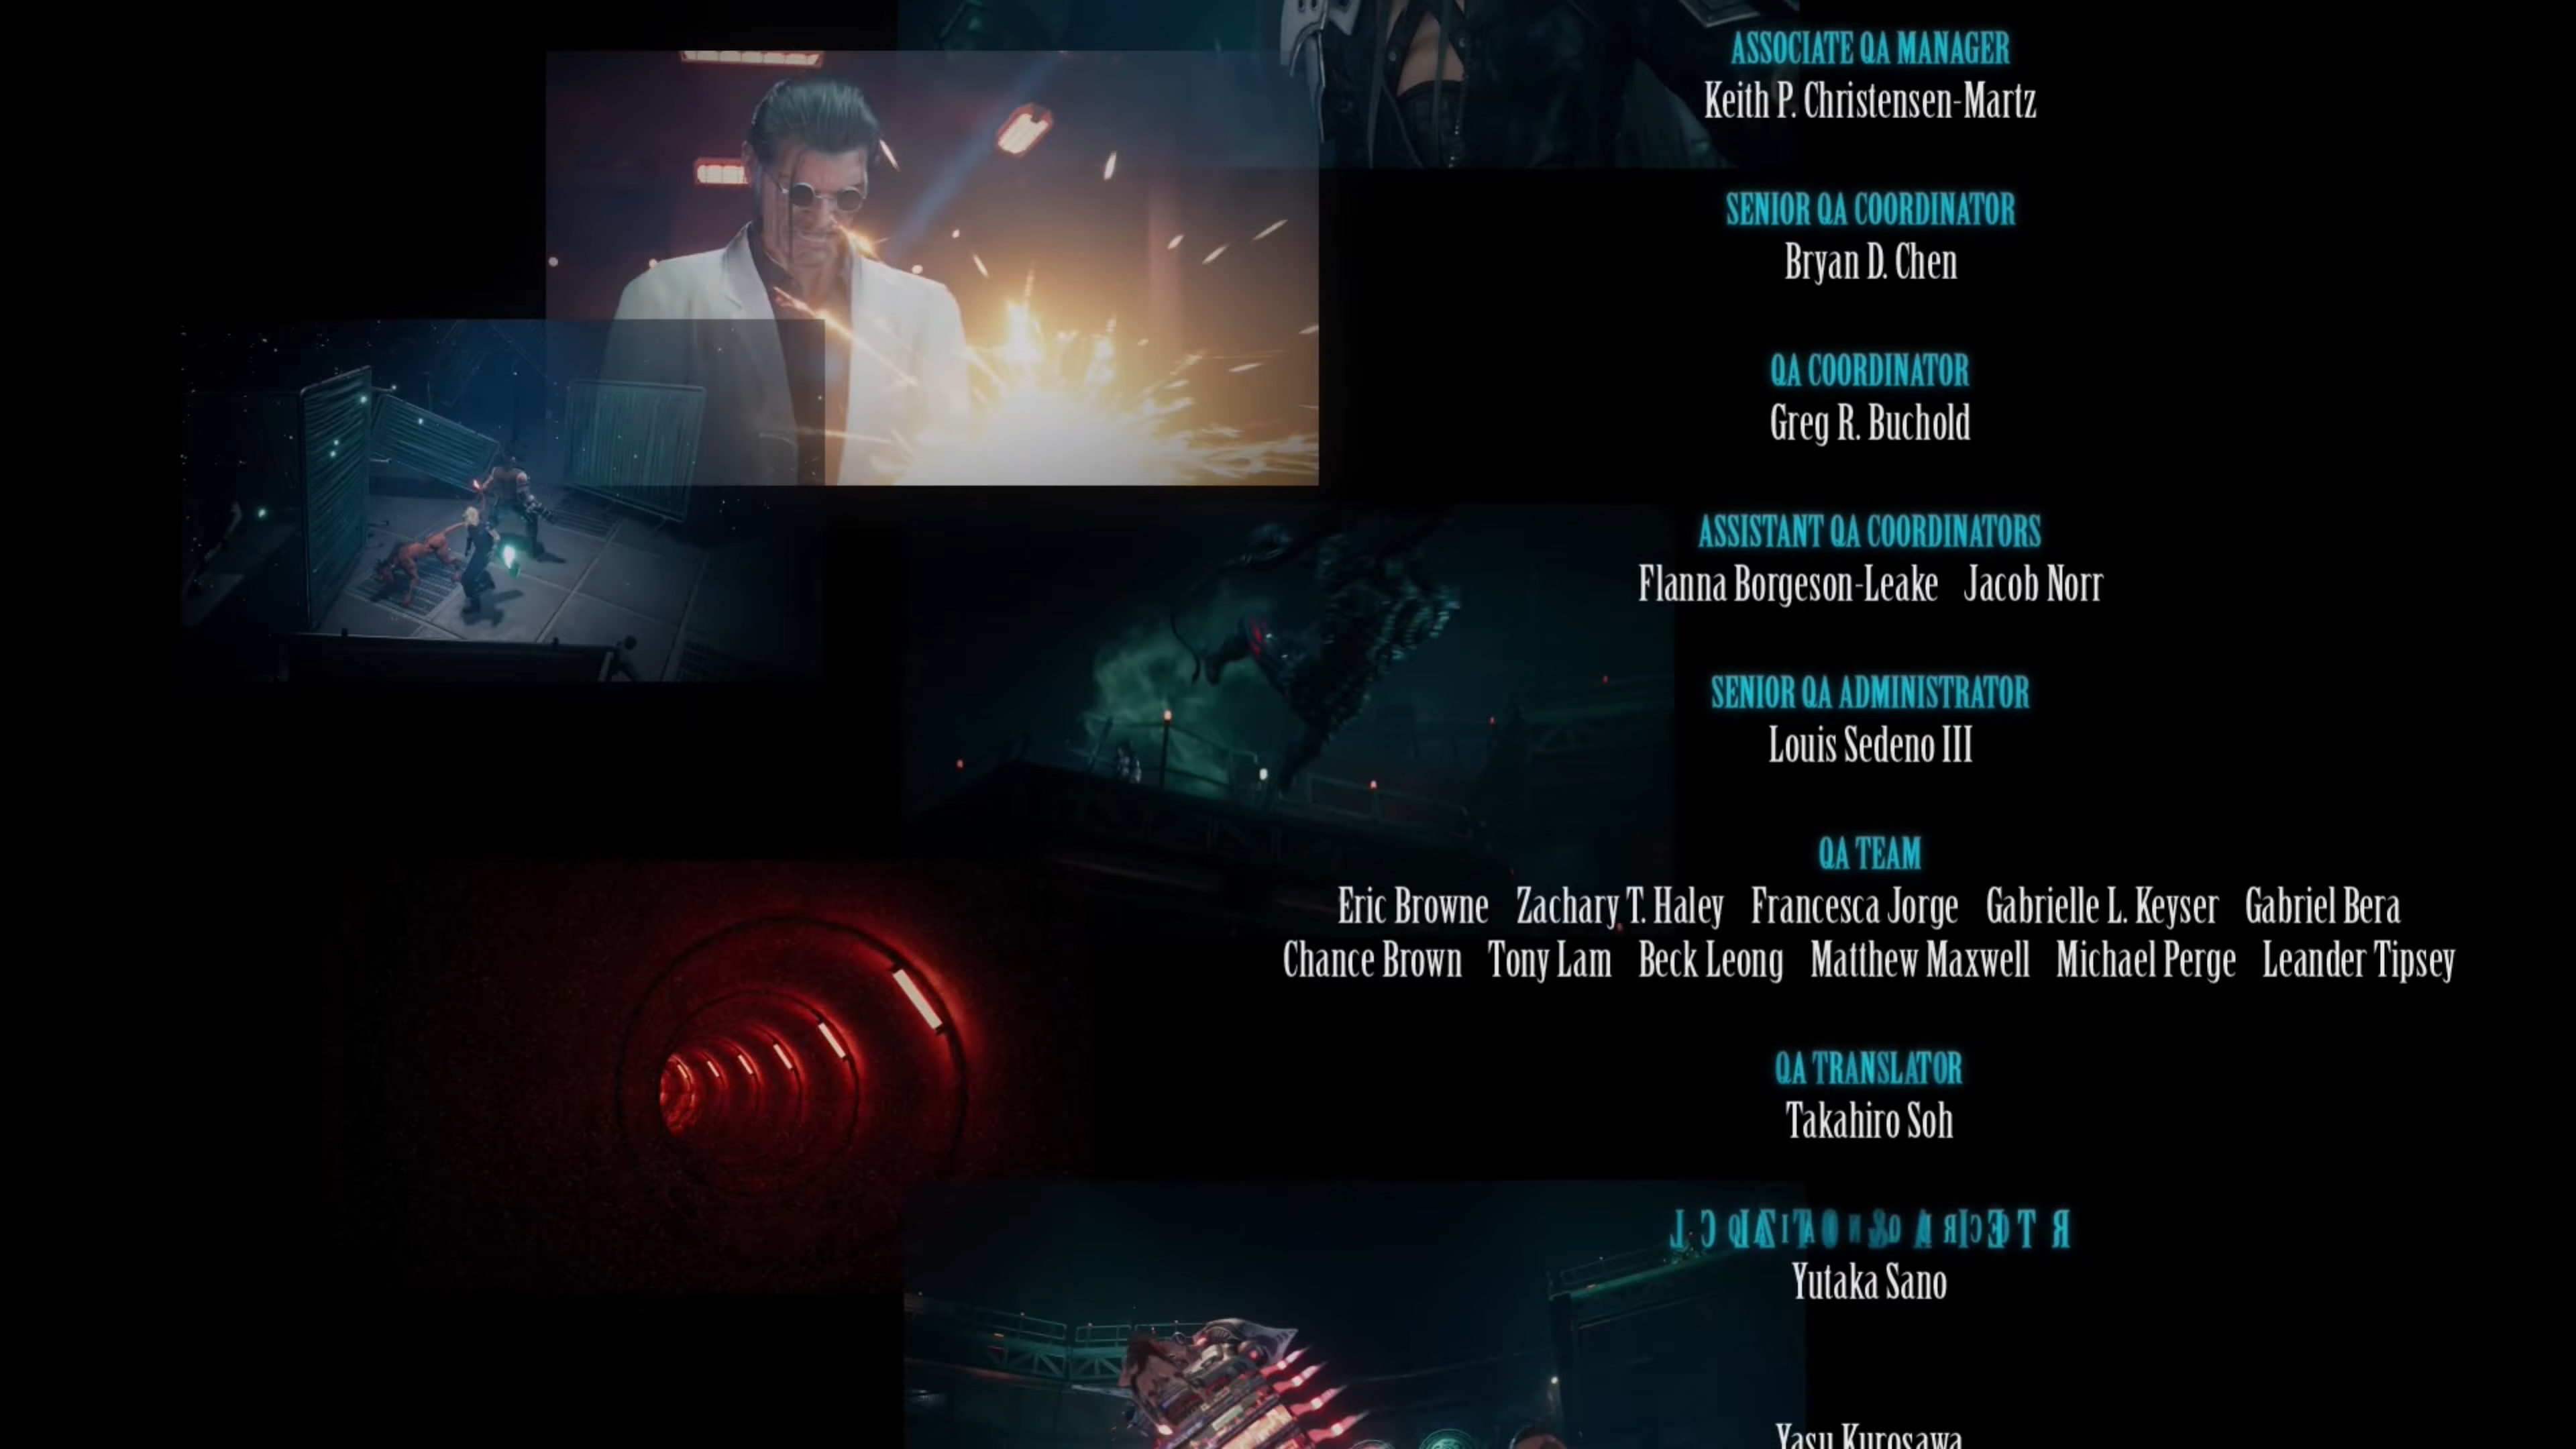 ASSOCIATE QA MANAGER
Keith P. Christensen-Martz
SENIOR QA COORDINATOR
Bryan D. Chen
QA COORDINATOR
Greg R. Buchold
ASSISTANT QA COORDINATORS
Flanna Borgeson-Leake Jacob Norr
SENIOR QA ADMINISTRATOR
Louis Sedeno III
QA TEAM
Eric Browne Zachary T. Haley Francesca Jorge Gabrielle L. Keyser Gabriel Bera
Chance Brown Tony Lam Beck Leong Matthew Maxwell Michael Perge Leander Tipsey
QA TRANSLATOR
Takahiro Soh
Yutaka Sano
Yasu Kurosawa